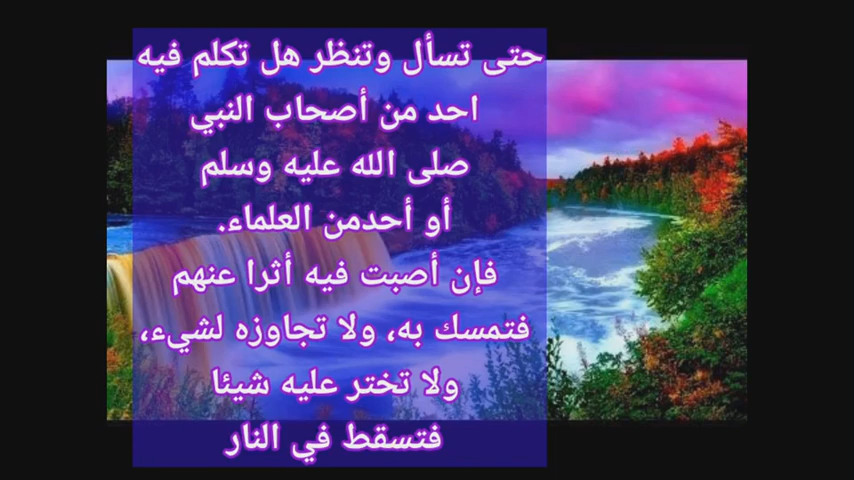 حتى تسأل وتنظر هل تكلم فيه
احد من أصحاب النبي
صلى الله عليه وسلم
أو أحدمن العلماء.
فإن أصبت فيه أثرا عنهم
فتمسك به، ولا تجاوزه لشيء،
ولا تختر عليه شيئا
فتسقط في النار